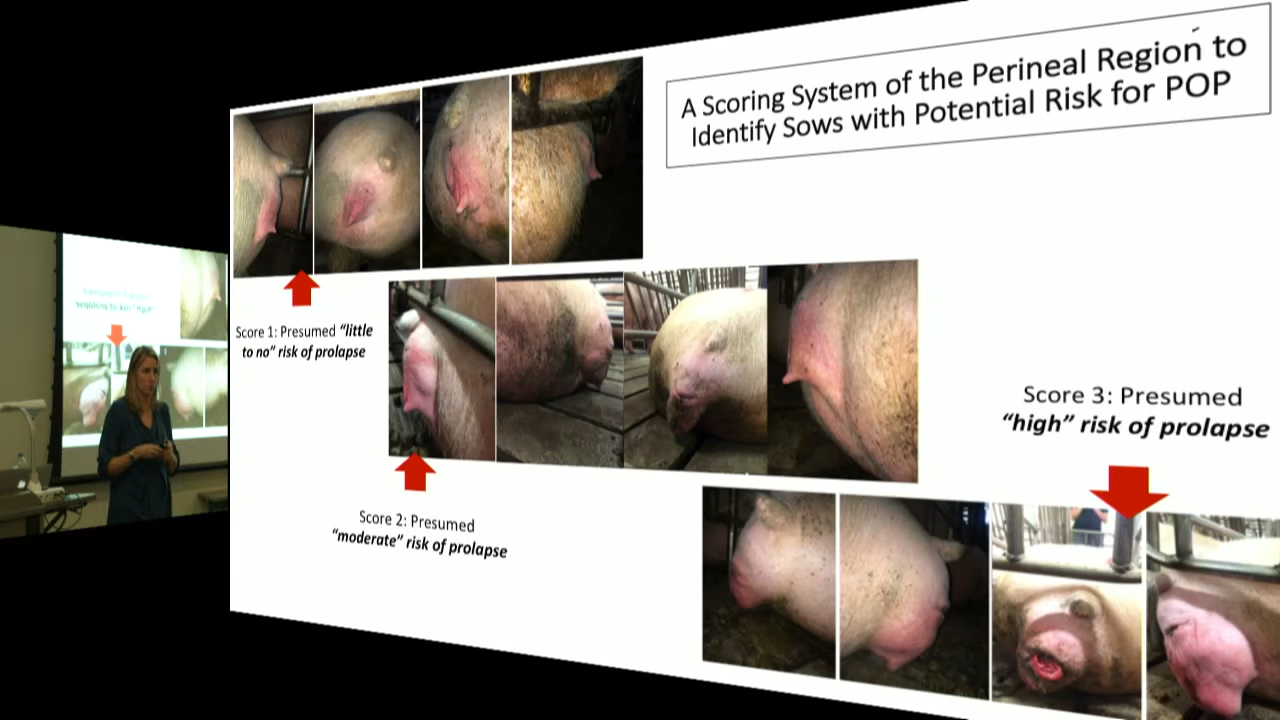 A Scoring System of the Perineal Region to
Identify Sows with Potential Risk for POP
Score 1: Presumed “little
to no” risk of prolapse
Score 2: Presumed
“moderate” risk of prolapse
Score 3: Presumed
“high” risk of prolapse